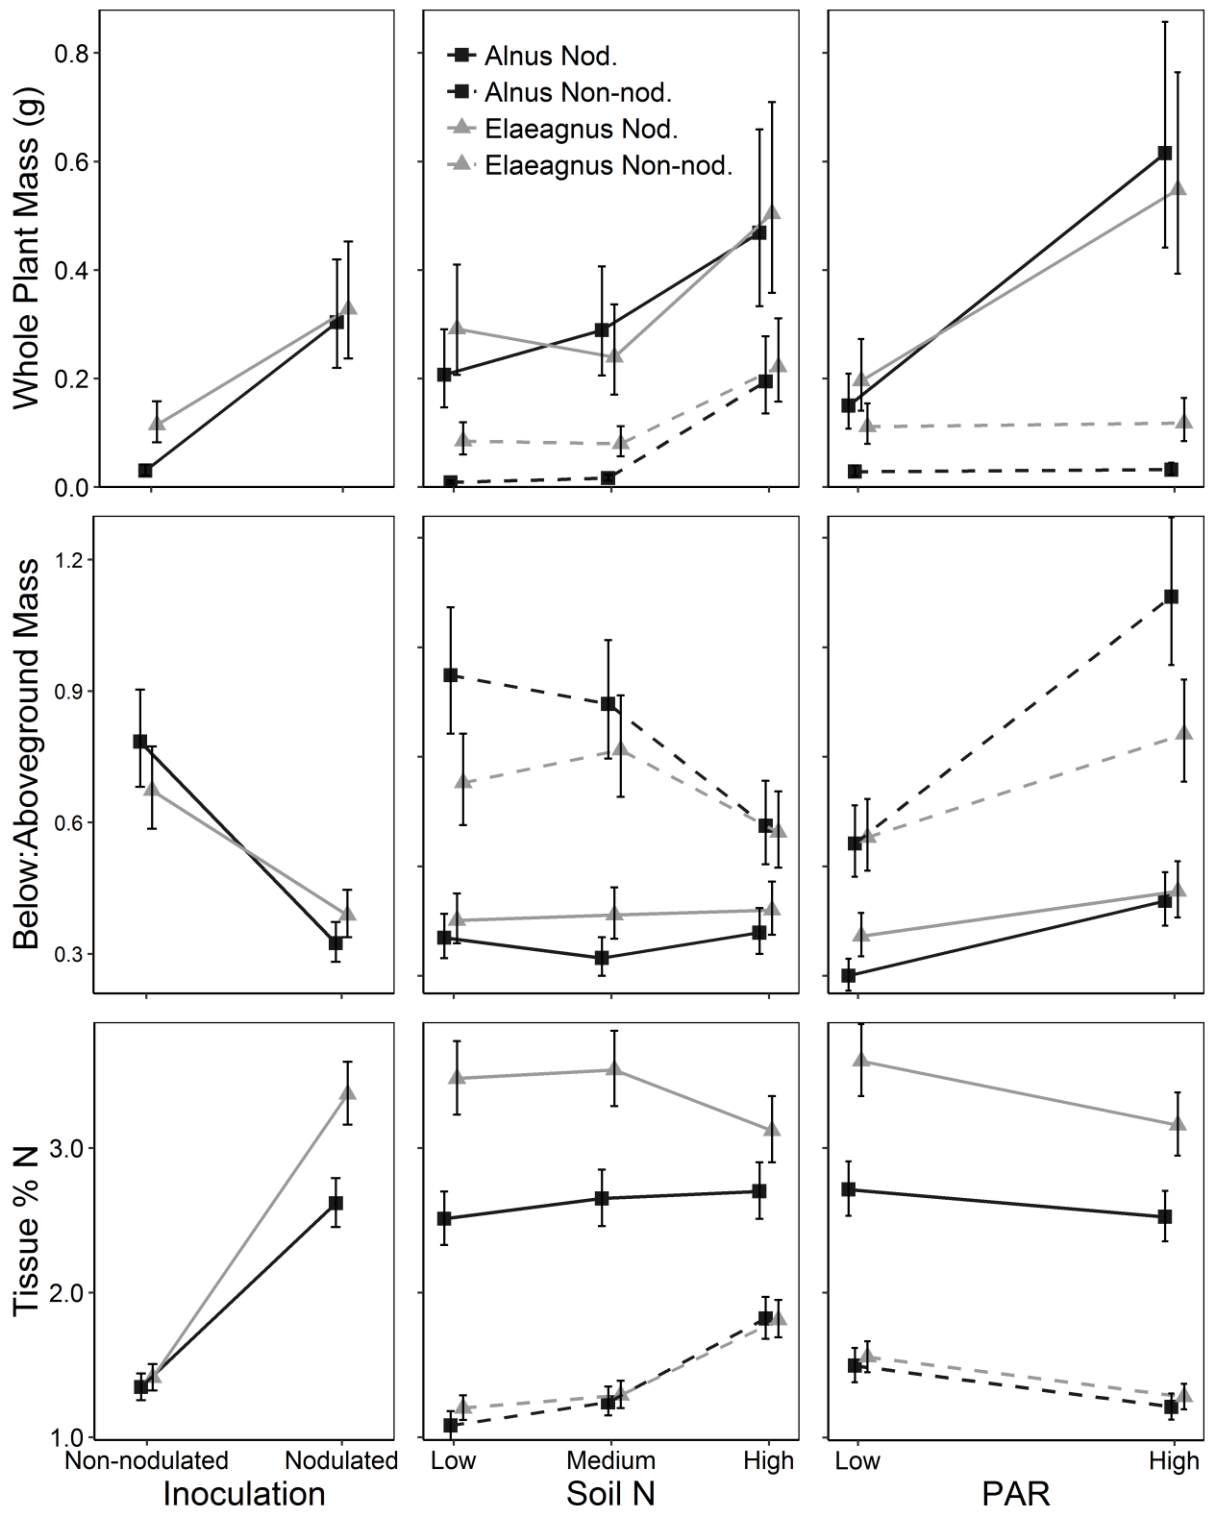 Whole Plant Mass (g)
0.8
0.6
0.4
0.2
0.0
Alnus Nod.
Alnus Non-nod.
Elaeagnus Nod.
Elaeagnus Non-nod.
Below:Aboveground Mass
1.2
0.9
0.6
0.3
Tissue % N
3.0
2.0
1.0
Non-nodulated Nodulated
Inoculation
Low Medium High
Soil N
Low High
PAR